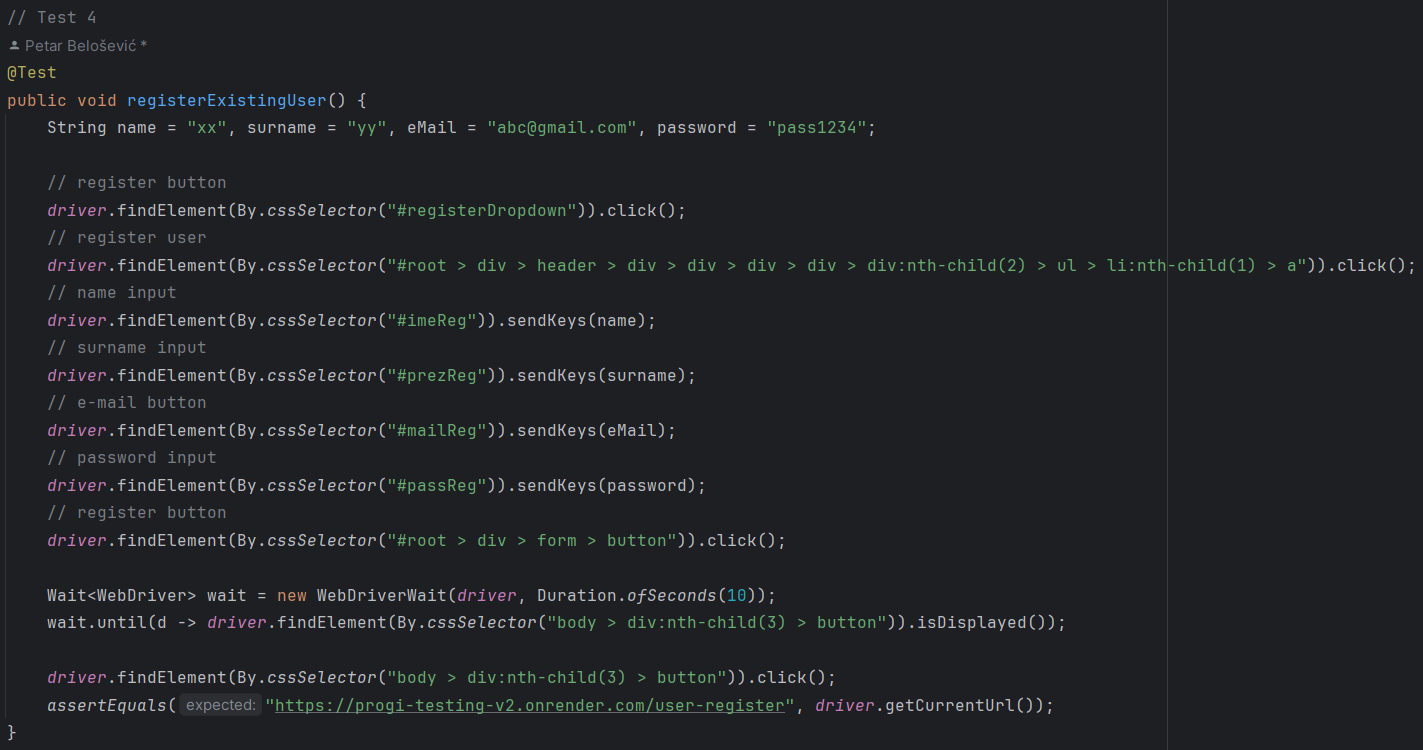 // Test 4
Petar Belošević *
@Test
public void registerExistingUser() {
    String name = "xx", surname = "yy", eMail = "abc@gmail.com", password = "pass1234";
    // register button
    driver.findElement(By.cssSelector("#registerDropdown")).click();
    // register user
    driver.findElement(By.cssSelector("#root > div > header > div > div > div > div > div:nth-child(2) > ul > li:nth-child(1) > a")).click();
    // name input
    driver.findElement(By.cssSelector("#imeReg")).sendKeys(name);
    // surname input
    driver.findElement(By.cssSelector("#prezReg")).sendKeys(surname);
    // e-mail button
    driver.findElement(By.cssSelector("#mailReg")).sendKeys(eMail);
    // password input
    driver.findElement(By.cssSelector("#passReg")).sendKeys(password);
    // register button
    driver.findElement(By.cssSelector("#root > div > form > button")).click();
    Wait<WebDriver> wait = new WebDriverWait(driver, Duration.ofSeconds(10));
    wait.until(d -> driver.findElement(By.cssSelector("body > div:nth-child(3) > button")).isDisplayed());
    driver.findElement(By.cssSelector("body > div:nth-child(3) > button")).click();
    assertEquals( expected: "https://progi-testing-v2.onrender.com/user-register", driver.getCurrentUrl());
}